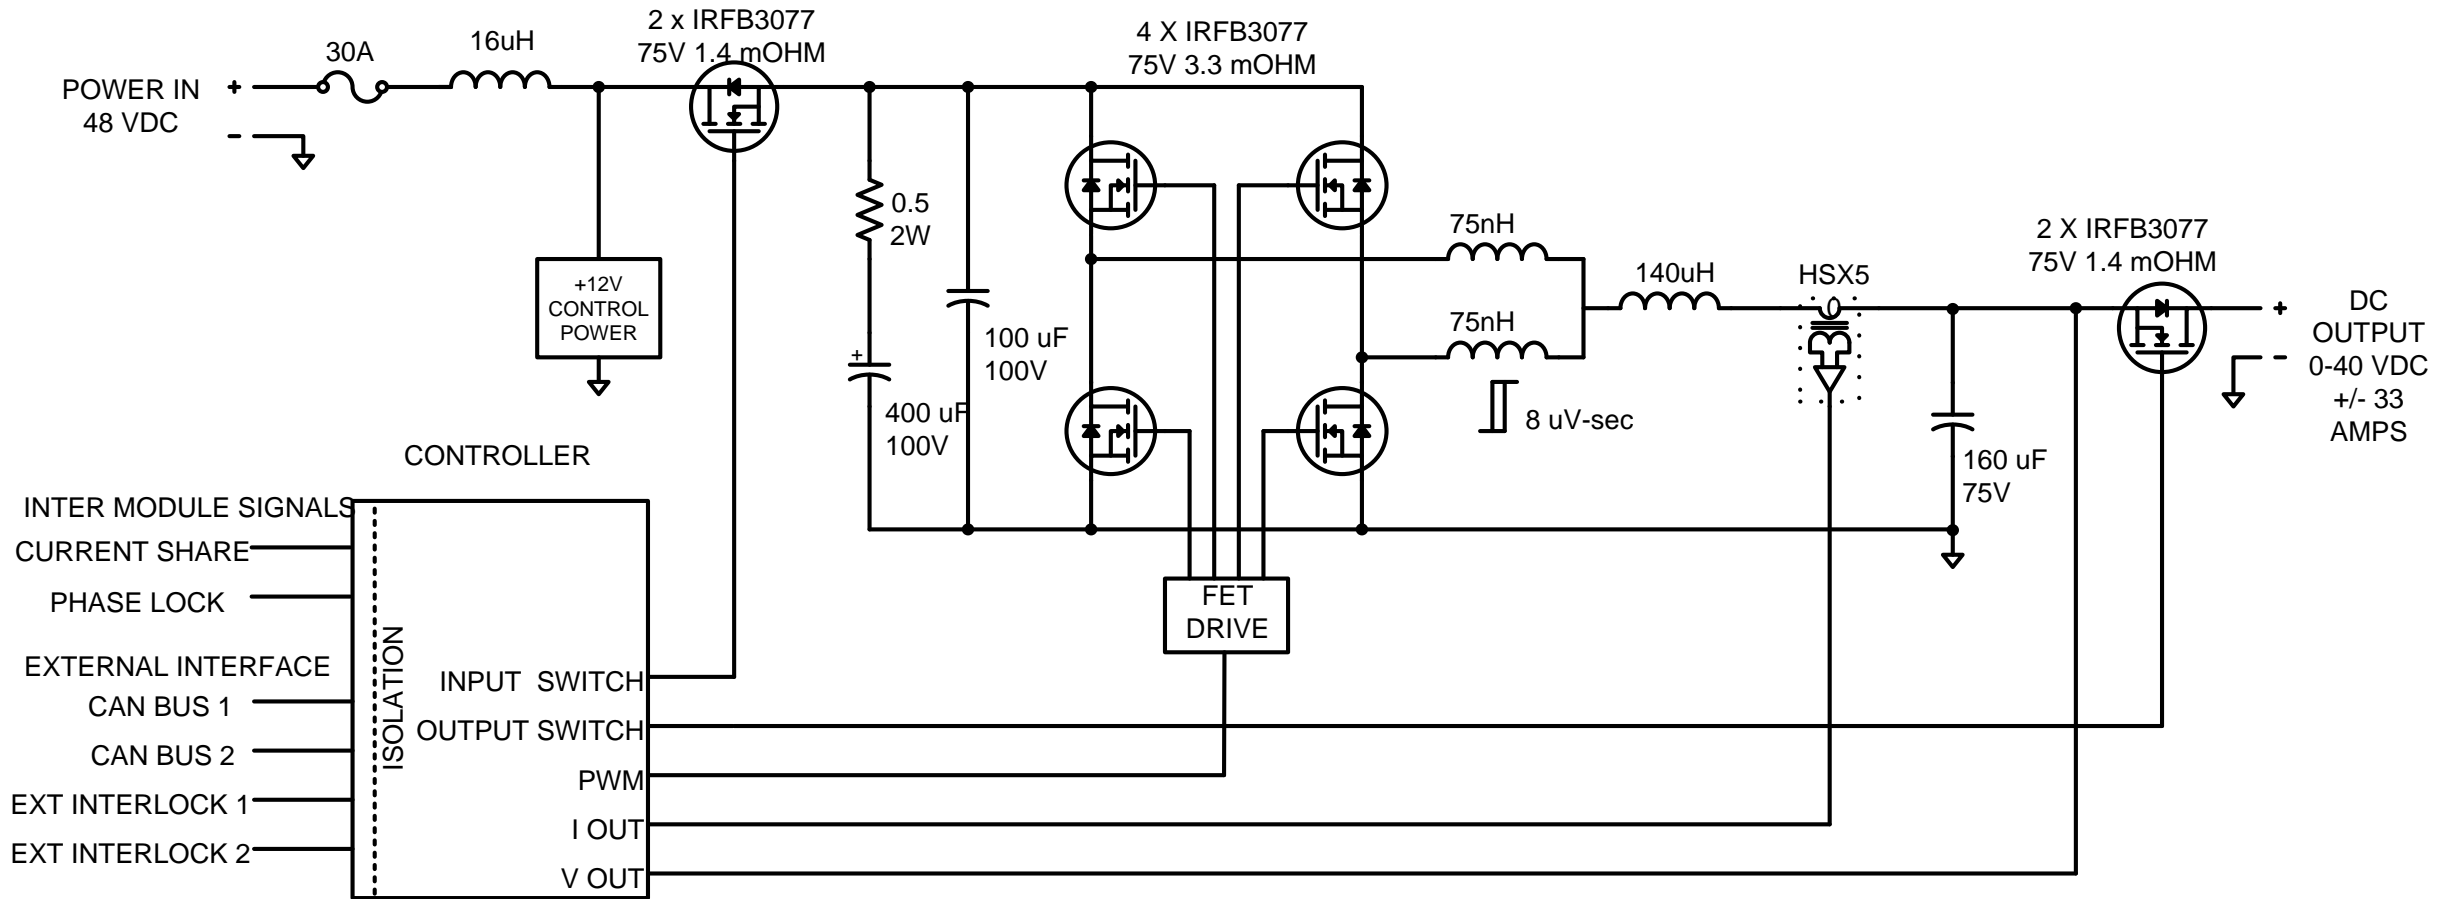 2 x IRFB3077
75V 1.4 mOHM
4 X IRFB3077
75V 3.3 mOHM
30A
16uH
POWER IN
48 VDC
+
-
0.5
2W
+12V
CONTROL
POWER
100 uF
100V
+
400 uF
100V
75nH
75nH
8 uV-sec
140uH
HSX5
2 X IRFB3077
75V 1.4 mOHM
+
-
DC
OUTPUT
0-40 VDC
+/- 33
AMPS
160 uF
75V
CONTROLLER
INTER MODULE SIGNALS
CURRENT SHARE
PHASE LOCK
EXTERNAL INTERFACE
CAN BUS 1
CAN BUS 2
EXT INTERLOCK 1
EXT INTERLOCK 2
ISOLATION
INPUT SWITCH
OUTPUT SWITCH
PWM
I OUT
V OUT
FET
DRIVE